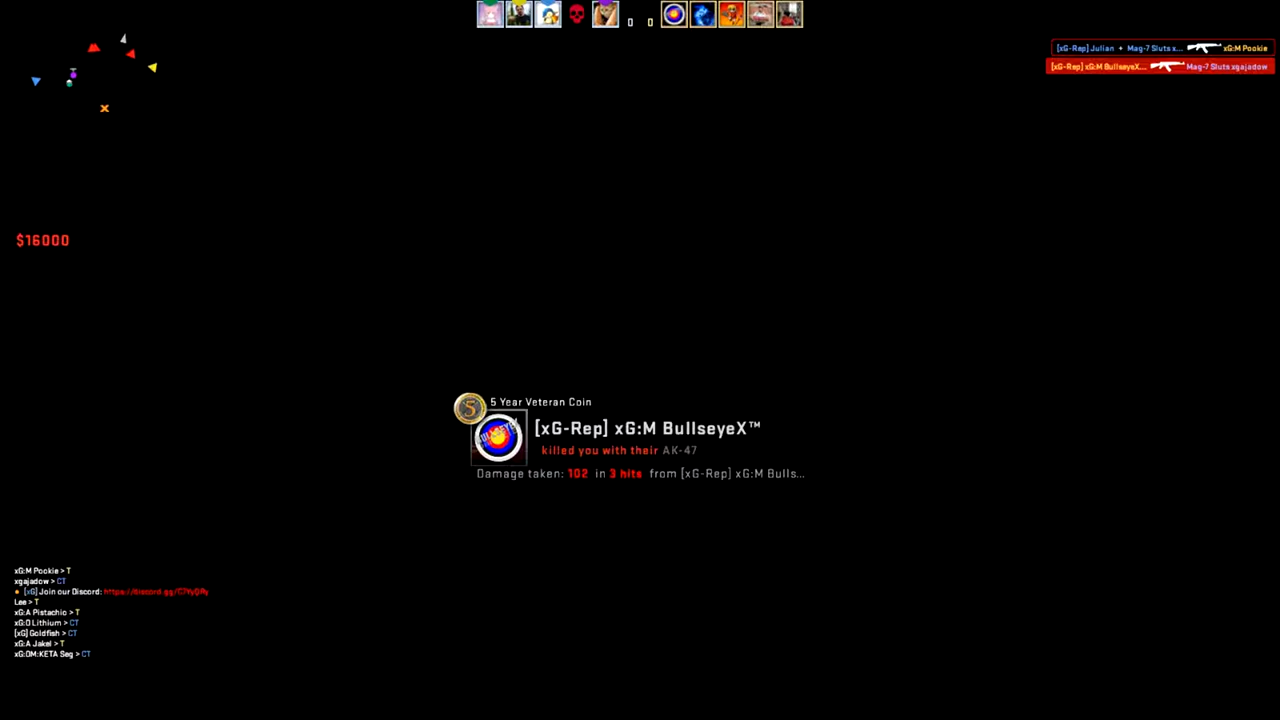 0 0
[xG-Rep] Julian + Mag-7 Sluts x... xG:M Pookie
[xG-Rep] xG:M BullseyeX... Mag-7 Sluts xgajadow
$16000
5 Year Veteran Coin
5
BULLSEYE!
[xG-Rep] xG:M BullseyeX™
killed you with their AK-47
Damage taken: 102 in 3 hits from [xG-Rep] xG:M Bulls...
xG:M Pookie > T
xgajadow > CT
[xG] Join our Discord:
Lee > T
xG:A Pistachio > T
xG:O Lithium > CT
[xG] Goldfish > CT
xG:A Jakel > T
xG:DM:KETA Seg > CT